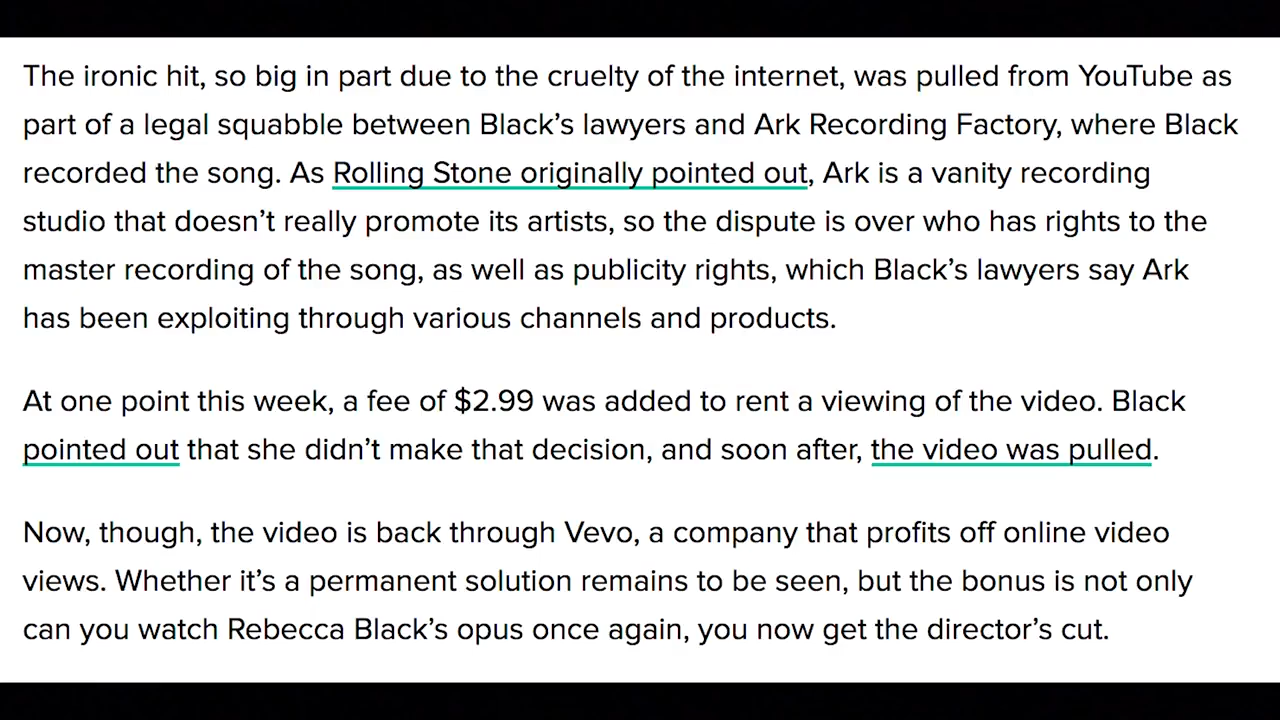 The ironic hit, so big in part due to the cruelty of the internet, was pulled from YouTube as
part of a legal squabble between Black’s lawyers and Ark Recording Factory, where Black
recorded the song. As Rolling Stone originally pointed out, Ark is a vanity recording
studio that doesn’t really promote its artists, so the dispute is over who has rights to the
master recording of the song, as well as publicity rights, which Black’s lawyers say Ark
has been exploiting through various channels and products.
At one point this week, a fee of $2.99 was added to rent a viewing of the video. Black
pointed out that she didn’t make that decision, and soon after, the video was pulled.
Now, though, the video is back through Vevo, a company that profits off online video
views. Whether it’s a permanent solution remains to be seen, but the bonus is not only
can you watch Rebecca Black’s opus once again, you now get the director’s cut.